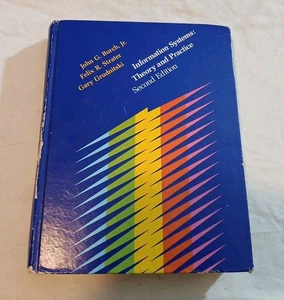 John G. Burch, Jr.
Felix R. Strater
Gary Grudnitski
Information Systems:
Theory and Practice
Second Edition